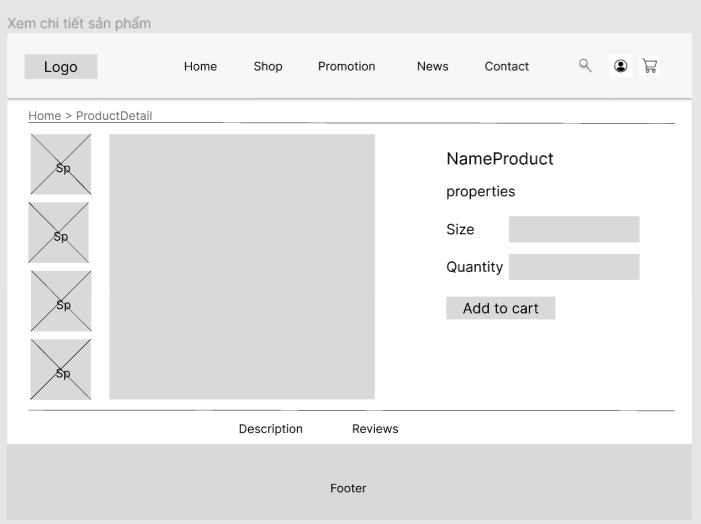 Xem chi tiết sản phẩm
Logo Home Shop Promotion News Contact
Home > ProductDetail
Sp
Sp
Sp
Sp
NameProduct
properties
Size
Quantity
Add to cart
Description Reviews
Footer